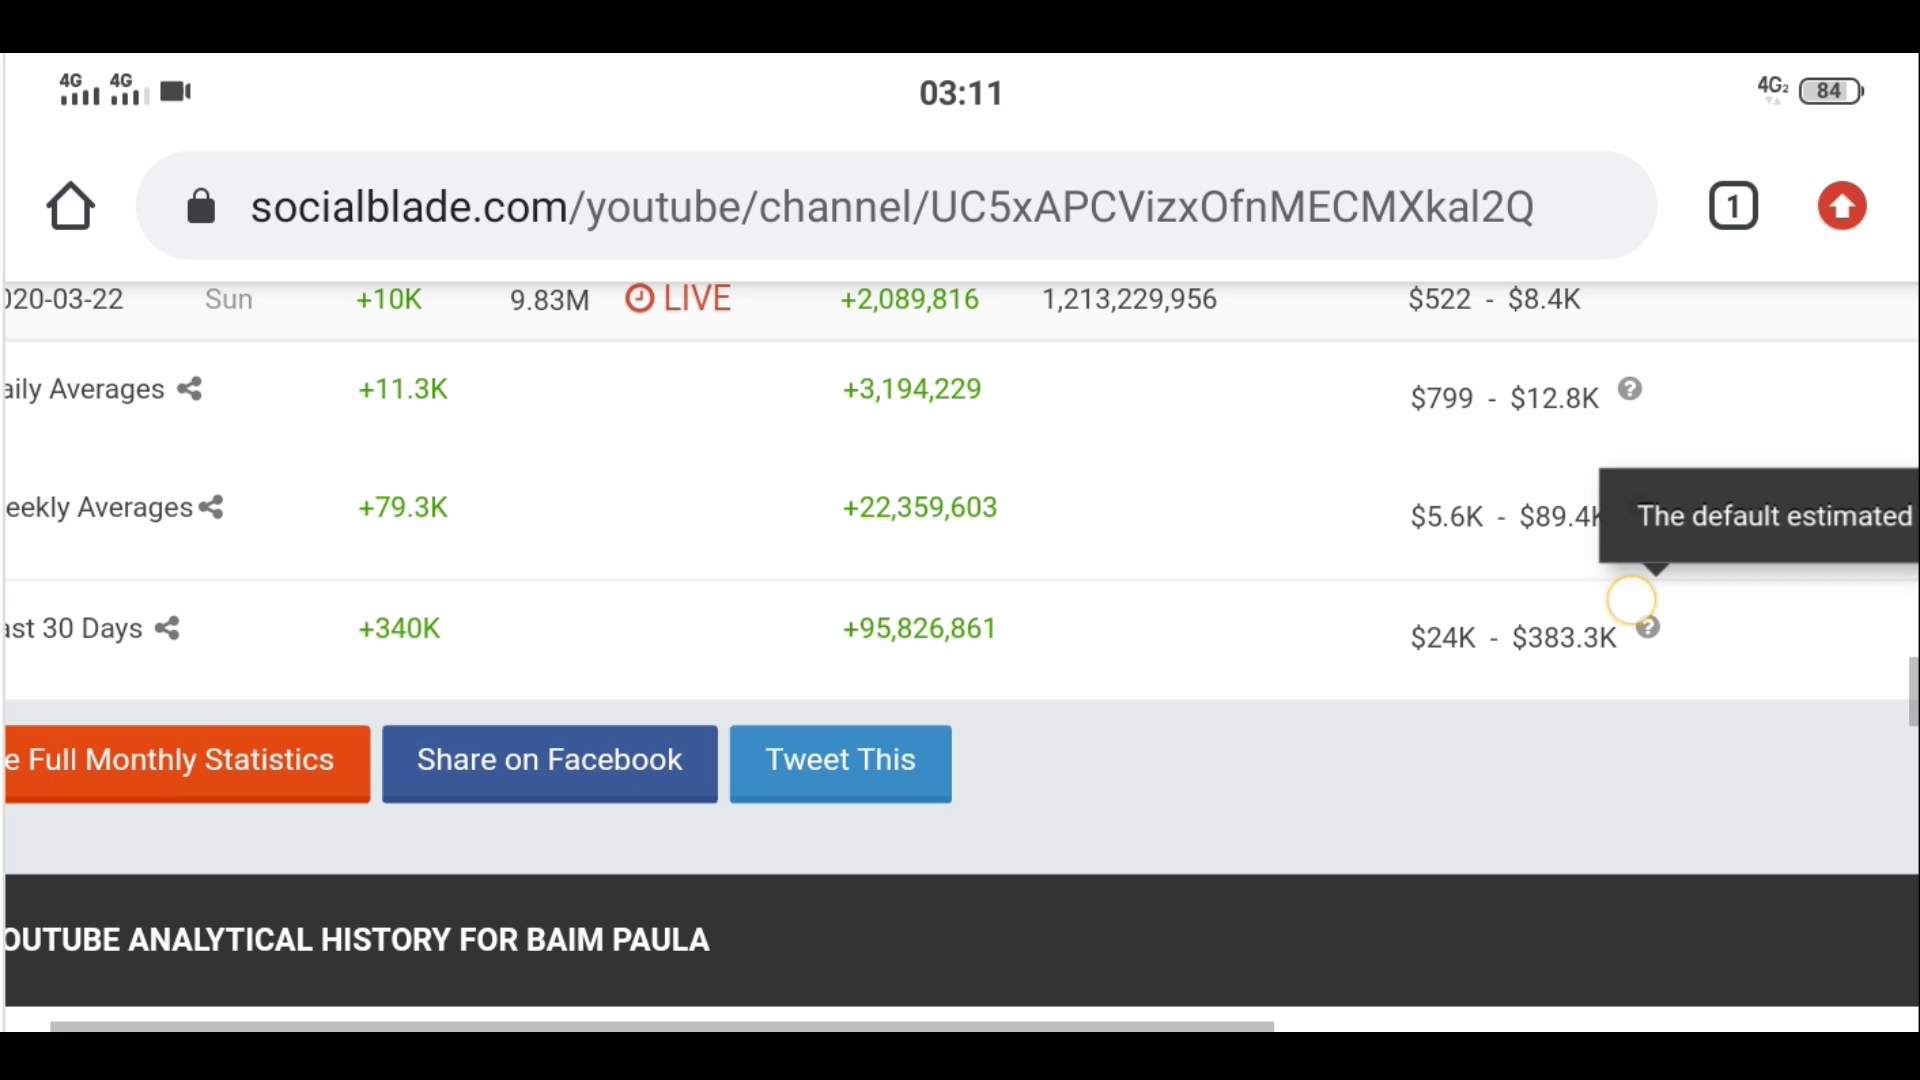 4G 4G 03:11 4G2 84
socialblade.com/youtube/channel/UC5xAPCVizxOfnMECMXkal2Q 1
020-03-22 Sun +10K 9.83M LIVE +2,089,816 1,213,229,956 $522 - $8.4K
aily Averages +11.3K +3,194,229 $799 - $12.8K ?
eekly Averages +79.3K +22,359,603 $5.6K - $89.4K The default estimated
ast 30 Days +340K +95,826,861 $24K - $383.3K ?
e Full Monthly Statistics Share on Facebook Tweet This
OUTUBE ANALYTICAL HISTORY FOR BAIM PAULA